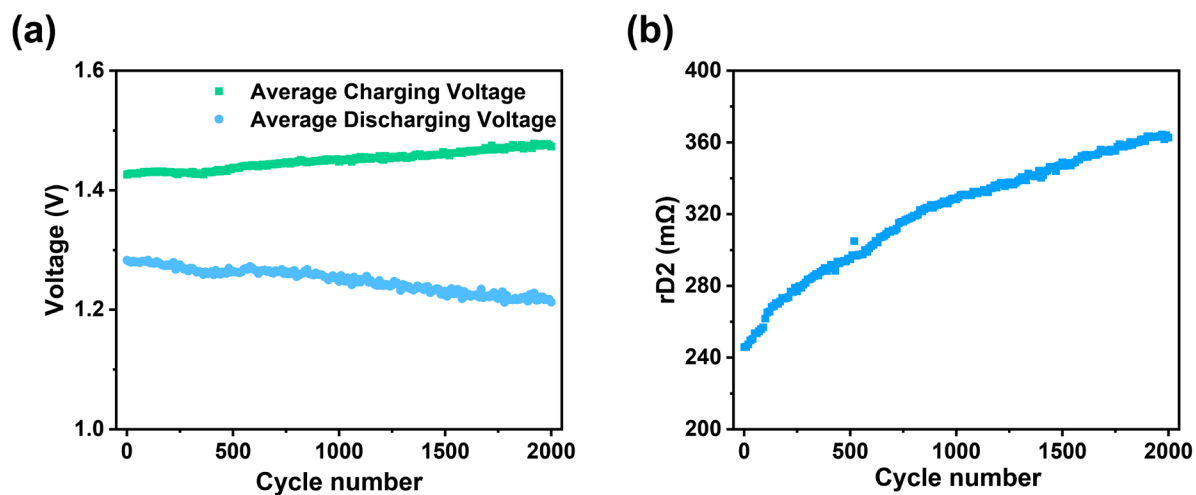 (a)
1.6
1.4
1.2
1.0
Voltage (V)
Average Charging Voltage
Average Discharging Voltage
0
500
1000
1500
2000
Cycle number
(b)
400
360
320
280
240
200
rD2 (mΩ)
0
500
1000
1500
2000
Cycle number